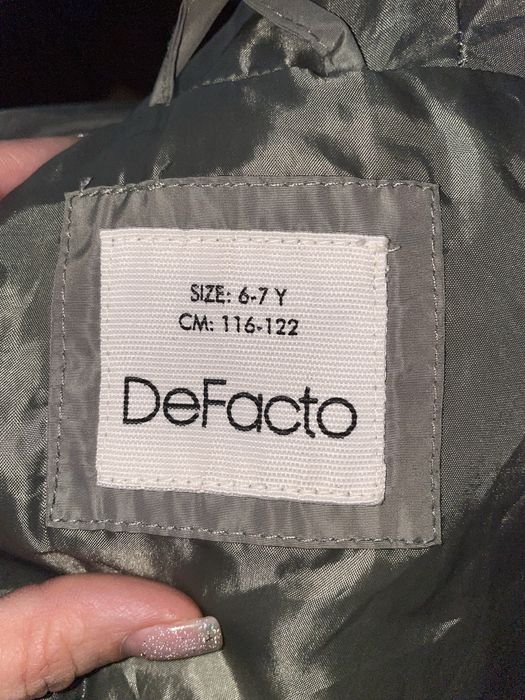 SIZE: 6-7 Y
CM: 116-122
DeFacto